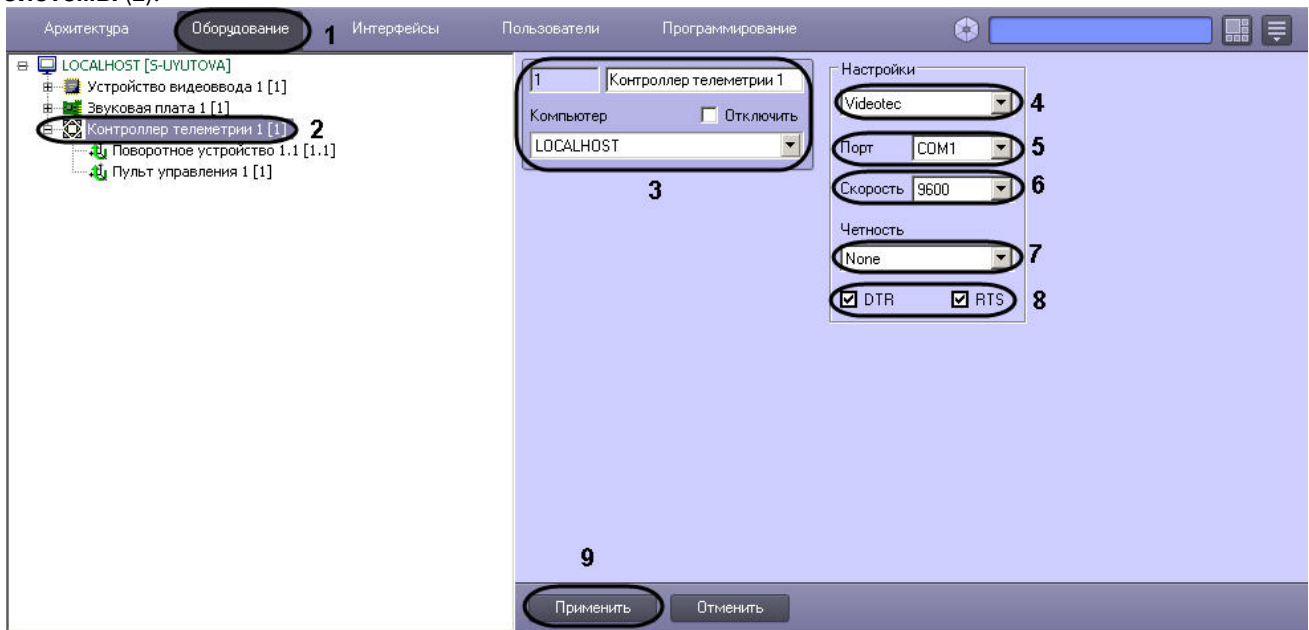 Архитектура Оборудование 1 Интерфейсы Пользователи Программирование
LOCALHOST [S-UYUTOVA]
Устройство видеоввода 1 [1]
Звуковая плата 1 [1]
Контроллер телеметрии 1 [1] 2
Поворотное устройство 1.1 [1.1]
Пульт управления 1 [1]
1 Контроллер телеметрии 1
Компьютер Отключить
LOCALHOST
3
Настройки
Videotec 4
Порт COM1 5
Скорость 9600 6
Четность
None 7
DTR RTS 8
9
Применить Отменить